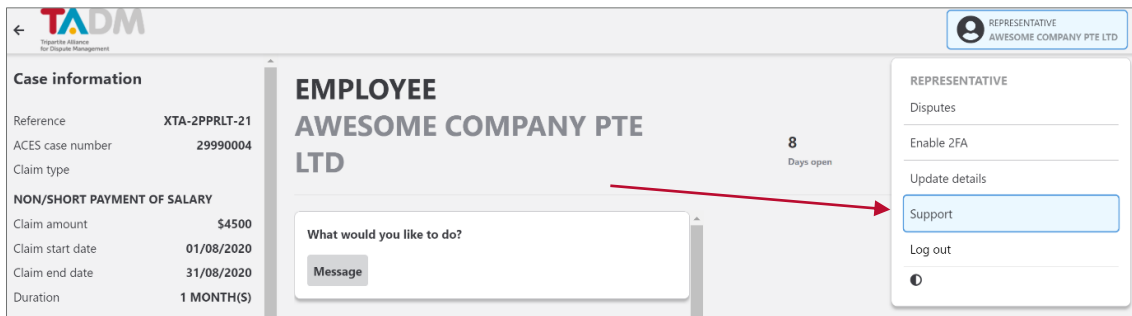 TADM
Tripartite Alliance
for Dispute Management
REPRESENTATIVE
AWESOME COMPANY PTE LTD
Case information
Reference XTA-2PPRLT-21
ACES case number 29990004
Claim type
NON/SHORT PAYMENT OF SALARY
Claim amount $4500
Claim start date 01/08/2020
Claim end date 31/08/2020
Duration 1 MONTH(S)
EMPLOYEE
AWESOME COMPANY PTE
LTD
8
Days open
What would you like to do?
Message
REPRESENTATIVE
Disputes
Enable 2FA
Update details
Support
Log out